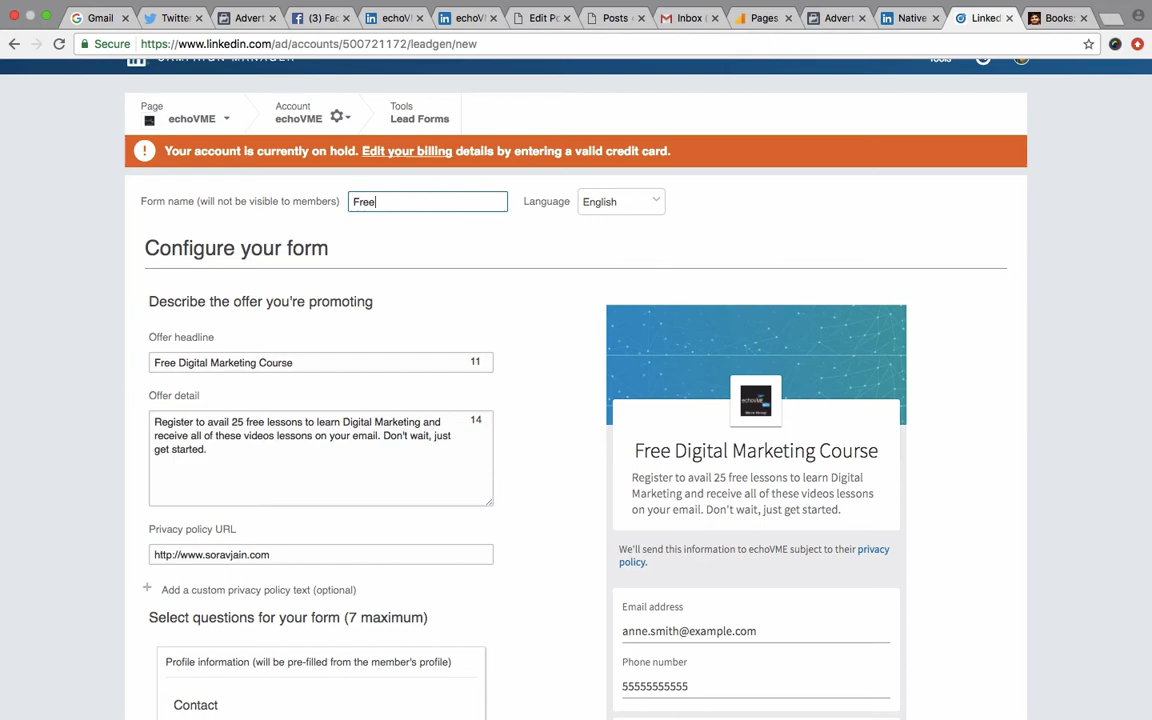 Gmail
Twitte
Advert
(3) Fac
echoV
echoVM
Edit Po
Posts
Inbox (
Pages
Advert
Native
Linked
Books:
Secure
https://www.linkedin.com/ad/accounts/500721172/leadgen/new
CAMPAIGN MANAGER
Tools
Page
echoVME
Account
echoVME
Tools
Lead Forms
Your account is currently on hold. Edit your billing details by entering a valid credit card.
Form name (will not be visible to members)
Free
Language
English
Configure your form
Describe the offer you're promoting
Offer headline
Free Digital Marketing Course
11
Offer detail
Register to avail 25 free lessons to learn Digital Marketing and
receive all of these videos lessons on your email. Don't wait, just
get started.
14
Privacy policy URL
http://www.soravjain.com
Add a custom privacy policy text (optional)
Select questions for your form (7 maximum)
Profile information (will be pre-filled from the member's profile)
Contact
echoVME
Free Digital Marketing Course
Register to avail 25 free lessons to learn Digital
Marketing and receive all of these videos lessons
on your email. Don't wait, just get started.
We'll send this information to echoVME subject to their privacy
policy.
Email address
anne.smith@example.com
Phone number
55555555555